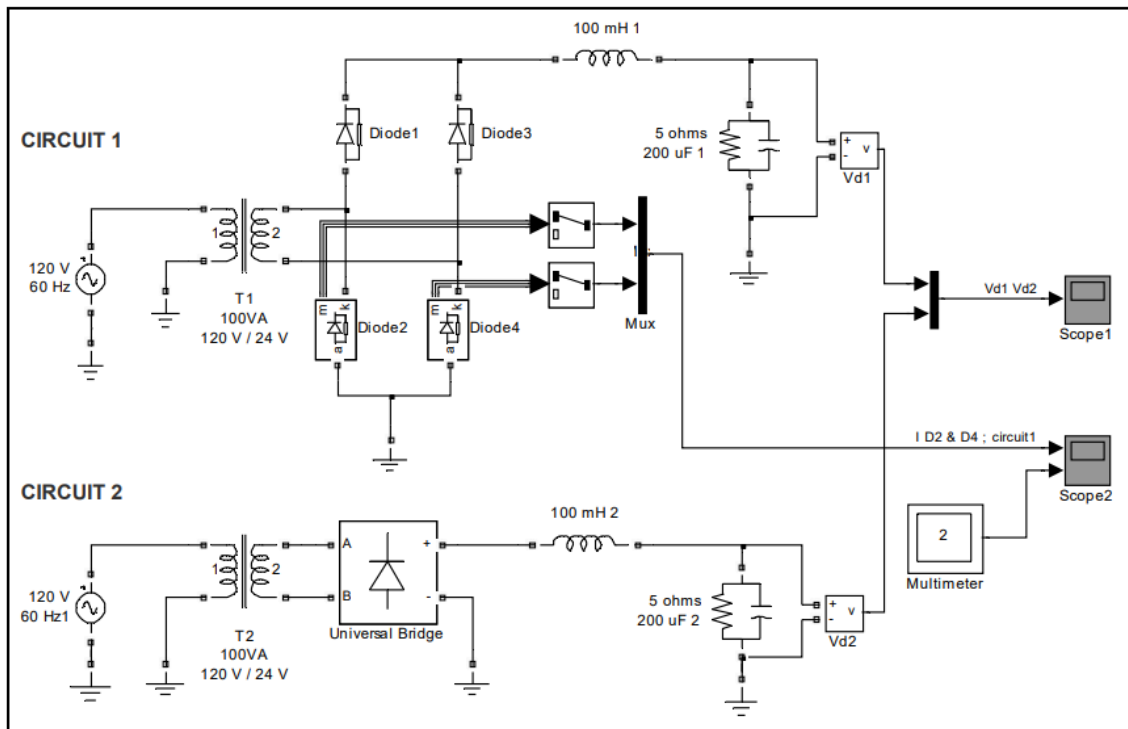 100 mH 1
CIRCUIT 1
Diode1
Diode3
5 ohms
200 uF 1
+
-
v
Vd1
1
2
120 V
60 Hz
T1
100VA
120 V / 24 V
m
k
a
Diode2
m
k
a
Diode4
Mux
Vd1 Vd2
Scope1
I D2 & D4 ; circuit1
Scope2
CIRCUIT 2
100 mH 2
2
Multimeter
1
2
A
B
+
-
Universal Bridge
120 V
60 Hz1
T2
100VA
120 V / 24 V
5 ohms
200 uF 2
+
-
v
Vd2